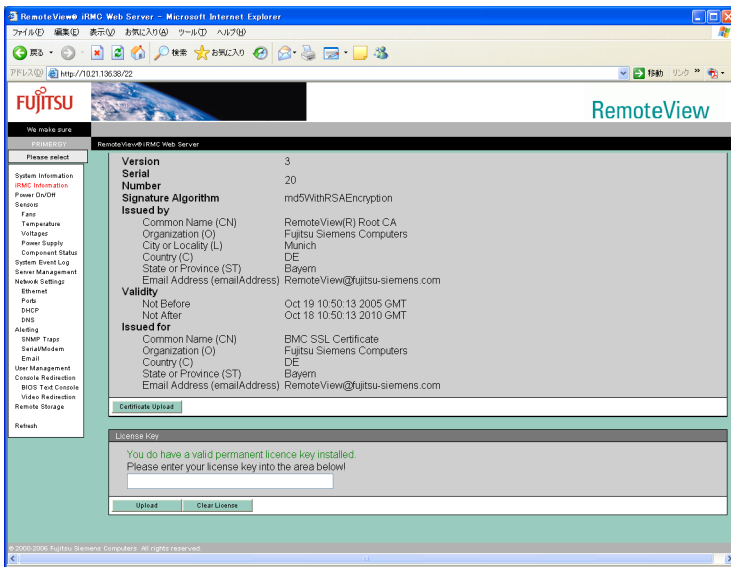 RemoteView® iRMC Web Server - Microsoft Internet Explorer
ファイル(F) 編集(E) 表示(V) お気に入り(A) ツール(T) ヘルプ(H)
戻る 検索 お気に入り
アドレス(D) http://10.21.136.38/22 移動 リンク »
FUJITSU
RemoteView
We make sure
PRIMERGY
RemoteView®iRMC Web Server
Please select
System Information
iRMC Information
Power On/Off
Sensors
Fans
Temperature
Voltages
Power Supply
Component Status
System Event Log
Server Management
Network Settings
Ethernet
Ports
DHCP
DNS
Alerting
SNMP Traps
Serial/Modem
Email
User Management
Console Redirection
BIOS Text Console
Video Redirection
Remote Storage
Refresh
Version 3
Serial
Number 20
Signature Algorithm md5WithRSAEncryption
Issued by
Common Name (CN) RemoteView(R) Root CA
Organization (O) Fujitsu Siemens Computers
City or Locality (L) Munich
Country (C) DE
State or Province (ST) Bayern
Email Address (emailAddress) RemoteView@fujitsu-siemens.com
Validity
Not Before Oct 19 10:50:13 2005 GMT
Not After Oct 18 10:50:13 2010 GMT
Issued for
Common Name (CN) BMC SSL Certificate
Organization (O) Fujitsu Siemens Computers
Country (C) DE
State or Province (ST) Bayern
Email Address (emailAddress) RemoteView@fujitsu-siemens.com
Certificate Upload
License Key
You do have a valid permanent licence key installed.
Please enter your license key into the area below!
Upload Clear License
© 2000-2006 Fujitsu Siemens Computers All rights reserved.